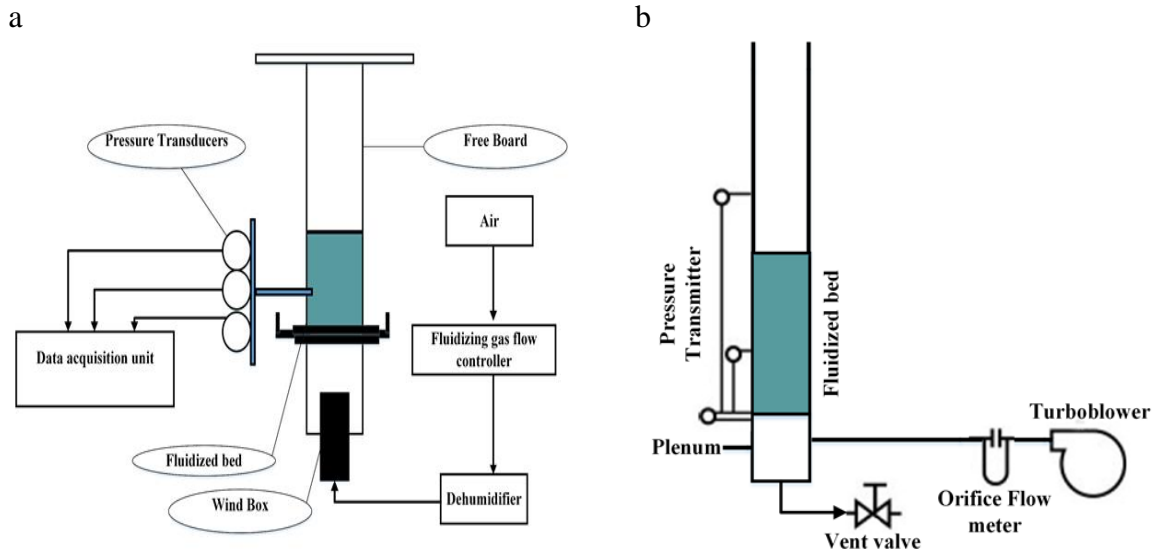 a
Pressure Transducers
Free Board
Air
Data acquisition unit
Fluidizing gas flow
controller
Fluidized bed
Wind Box
Dehumidifier
b
Pressure
Transmitter
Fluidized bed
Plenum
Turboblower
Orifice Flow
meter
Vent valve